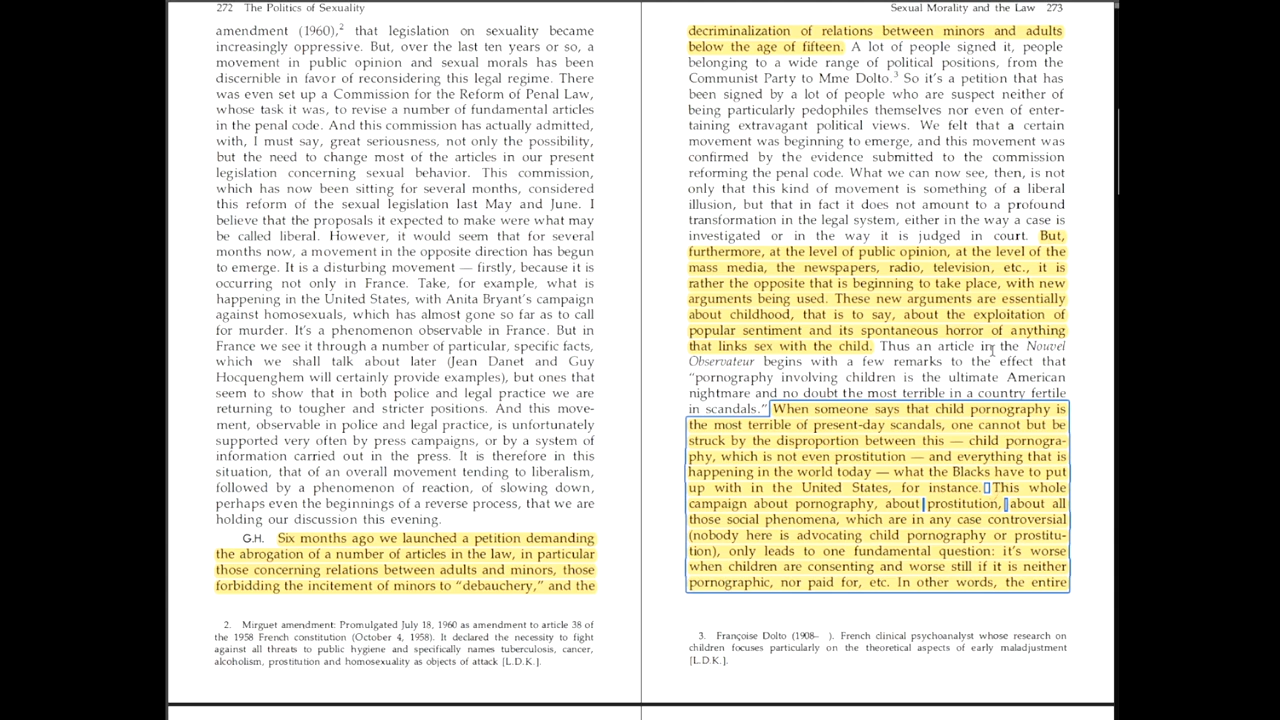 272 The Politics of Sexuality
amendment (1960),2 that legislation on sexuality became
increasingly oppressive. But, over the last ten years or so, a
movement in public opinion and sexual morals has been
discernible in favor of reconsidering this legal regime. There
was even set up a Commission for the Reform of Penal Law,
whose task it was, to revise a number of fundamental articles
in the penal code. And this commission has actually admitted,
with, I must say, great seriousness, not only the possibility,
but the need to change most of the articles in our present
legislation concerning sexual behavior. This commission,
which has now been sitting for several months, considered
this reform of the sexual legislation last May and June. I
believe that the proposals it expected to make were what may
be called liberal. However, it would seem that for several
months now, a movement in the opposite direction has begun
to emerge. It is a disturbing movement — firstly, because it is
occurring not only in France. Take, for example, what is
happening in the United States, with Anita Bryant's campaign
against homosexuals, which has almost gone so far as to call
for murder. It's a phenomenon observable in France. But in
France we see it through a number of particular, specific facts,
which we shall talk about later (Jean Danet and Guy
Hocquenghem will certainly provide examples), but ones that
seem to show that in both police and legal practice we are
returning to tougher and stricter positions. And this move-
ment, observable in police and legal practice, is unfortunately
supported very often by press campaigns, or by a system of
information carried out in the press. It is therefore in this
situation, that of an overall movement tending to liberalism,
followed by a phenomenon of reaction, of slowing down,
perhaps even the beginnings of a reverse process, that we are
holding our discussion this evening.
G.H. Six months ago we launched a petition demanding
the abrogation of a number of articles in the law, in particular
those concerning relations between adults and minors, those
forbidding the incitement of minors to "debauchery," and the
2. Mirguet amendment: Promulgated July 18, 1960 as amendment to article 38 of
the 1958 French constitution (October 4, 1958). It declared the necessity to fight
against all threats to public hygiene and specifically names tuberculosis, cancer,
alcoholism, prostitution and homosexuality as objects of attack [L.D.K.].
Sexual Morality and the Law 273
decriminalization of relations between minors and adults
below the age of fifteen. A lot of people signed it, people
belonging to a wide range of political positions, from the
Communist Party to Mme Dolto.3 So it's a petition that has
been signed by a lot of people who are suspect neither of
being particularly pedophiles themselves nor even of enter-
taining extravagant political views. We felt that a certain
movement was beginning to emerge, and this movement was
confirmed by the evidence submitted to the commission
reforming the penal code. What we can now see, then, is not
only that this kind of movement is something of a liberal
illusion, but that in fact it does not amount to a profound
transformation in the legal system, either in the way a case is
investigated or in the way it is judged in court. But,
furthermore, at the level of public opinion, at the level of the
mass media, the newspapers, radio, television, etc., it is
rather the opposite that is beginning to take place, with new
arguments being used. These new arguments are essentially
about childhood, that is to say, about the exploitation of
popular sentiment and its spontaneous horror of anything
that links sex with the child. Thus an article in the Nouvel
Observateur begins with a few remarks to the effect that
"pornography involving children is the ultimate American
nightmare and no doubt the most terrible in a country fertile
in scandals." When someone says that child pornography is
the most terrible of present-day scandals, one cannot but be
struck by the disproportion between this — child pornogra-
phy, which is not even prostitution — and everything that is
happening in the world today — what the Blacks have to put
up with in the United States, for instance. This whole
campaign about pornography, about prostitution, about all
those social phenomena, which are in any case controversial
(nobody here is advocating child pornography or prostitu-
tion), only leads to one fundamental question: it's worse
when children are consenting and worse still if it is neither
pornographic, nor paid for, etc. In other words, the entire
3. Françoise Dolto (1908– ). French clinical psychoanalyst whose research on
children focuses particularly on the theoretical aspects of early maladjustment
[L.D.K.].